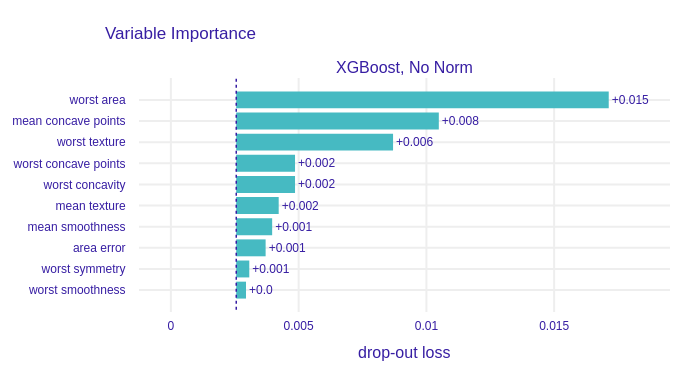 Variable Importance
XGBoost, No Norm
worst area +0.015
mean concave points +0.008
worst texture +0.006
worst concave points +0.002
worst concavity +0.002
mean texture +0.002
mean smoothness +0.001
area error +0.001
worst symmetry +0.001
worst smoothness +0.0
0 0.005 0.01 0.015
drop-out loss